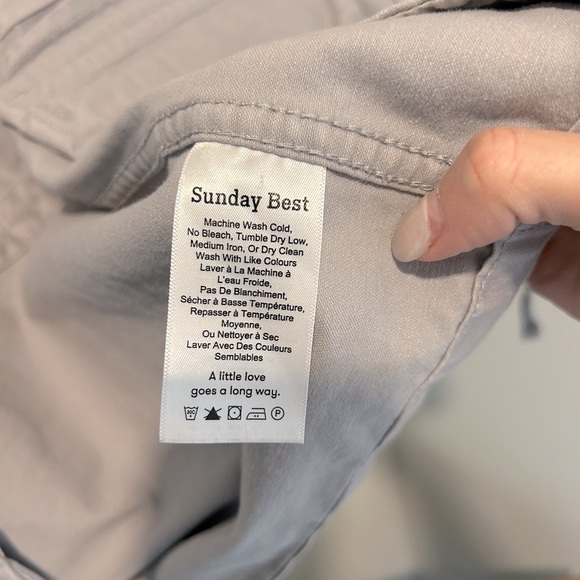 Sunday Best
Machine Wash Cold,
No Bleach, Tumble Dry Low,
Medium Iron, Or Dry Clean
Wash With Like Colours
Laver à La Machine à
L'eau Froide,
Pas De Blanchiment,
Sécher à Basse Température,
Repasser à Température
Moyenne,
Ou Nettoyer à Sec
Laver Avec Des Couleurs
Semblables
A little love
goes a long way.
30C P